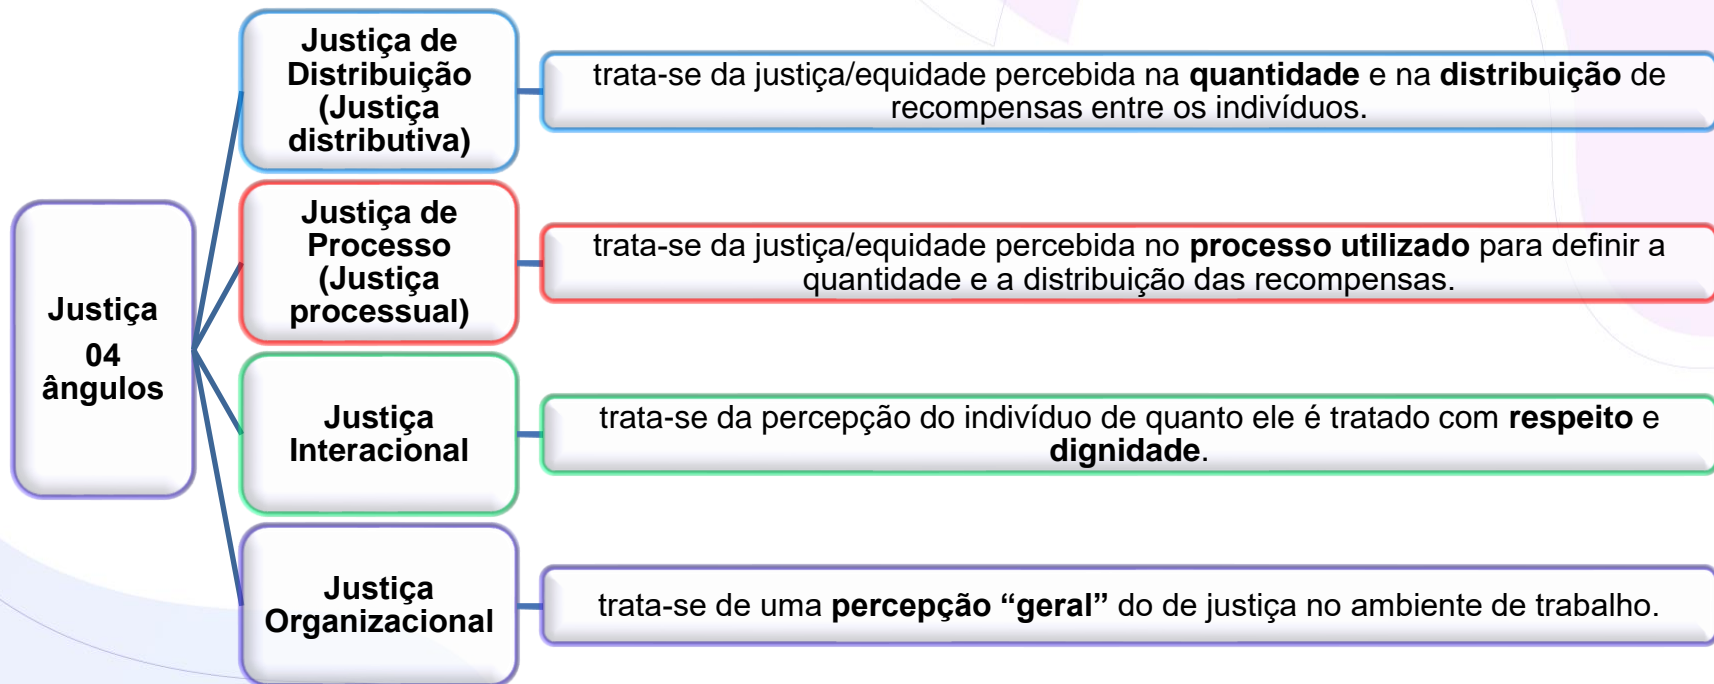 Justiça
04
ângulos
Justiça de
Distribuição
(Justiça
distributiva)
trata-se da justiça/equidade percebida na quantidade e na distribuição de
recompensas entre os indivíduos.
Justiça de
Processo
(Justiça
processual)
trata-se da justiça/equidade percebida no processo utilizado para definir a
quantidade e a distribuição das recompensas.
Justiça
Interacional
trata-se da percepção do indivíduo de quanto ele é tratado com respeito e
dignidade.
Justiça
Organizacional
trata-se de uma percepção “geral” do de justiça no ambiente de trabalho.